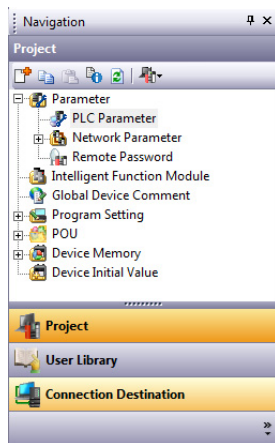 Navigation
Project
Parameter
PLC Parameter
Network Parameter
Remote Password
Intelligent Function Module
Global Device Comment
Program Setting
POU
Device Memory
Device Initial Value
Project
User Library
Connection Destination